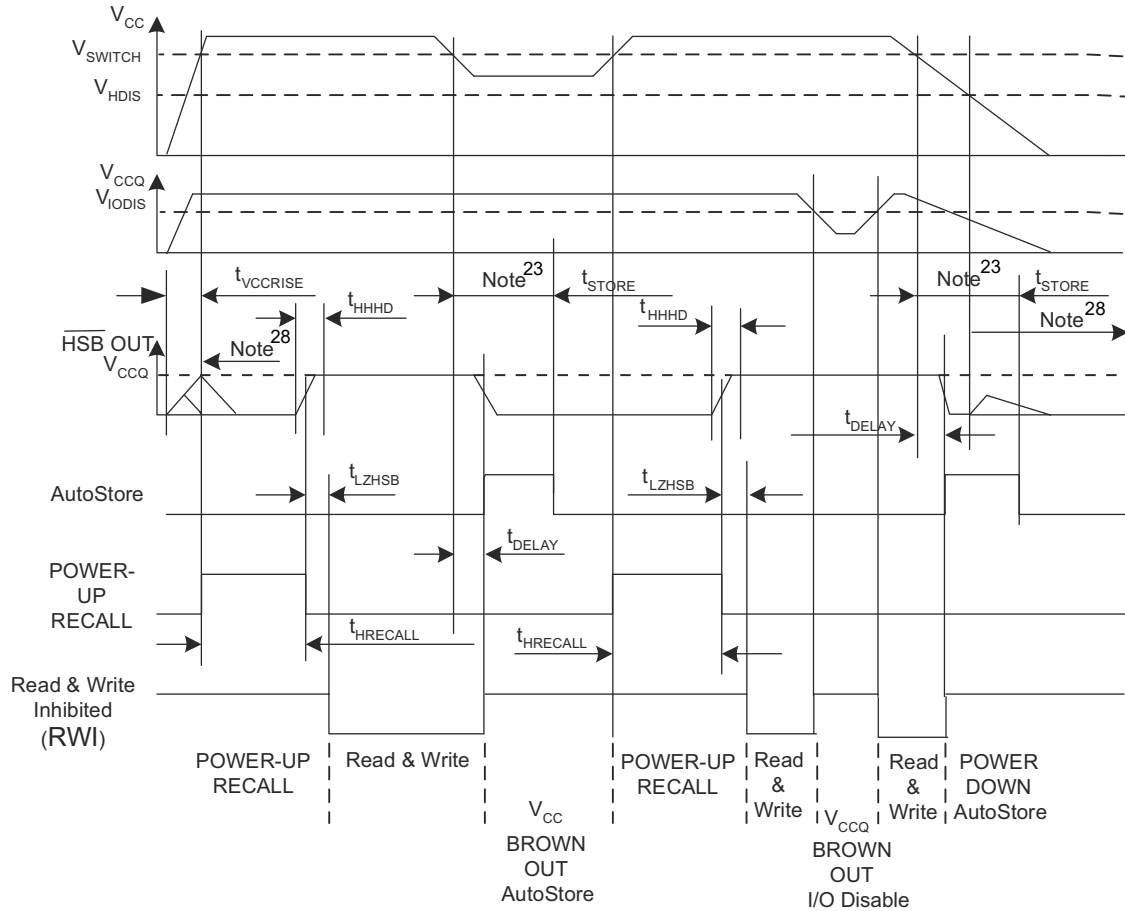 VCC
VSWITCH
VHDIS
VCCQ
VIODIS
tVCCRISE
Note23
tSTORE
Note23
tSTORE
tHHHD
tHHHD
Note28
HSB OUT
Note28
VCCQ
tDELAY
tLZHSB
tLZHSB
AutoStore
tDELAY
POWER-
UP
RECALL
tHRECALL
tHRECALL
Read & Write
Inhibited
(RWI)
POWER-UP
RECALL
Read & Write
VCC
BROWN
OUT
AutoStore
POWER-UP
RECALL
Read
&
Write
VCCQ
BROWN
OUT
I/O Disable
Read
&
Write
POWER
DOWN
AutoStore